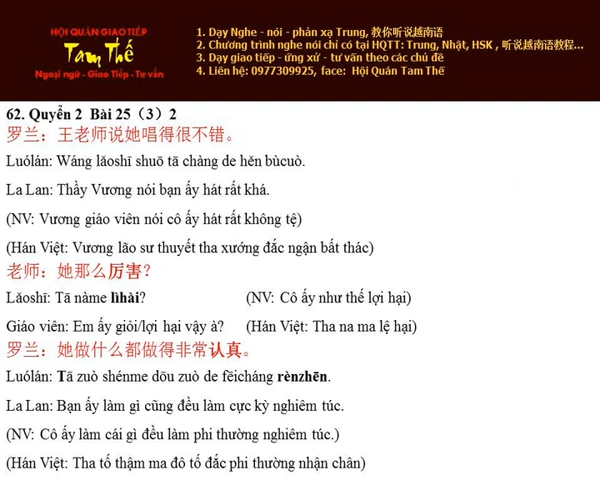 HỘI QUÁN GIAO TIẾP
Tam Thế
Ngoại ngữ - Giao Tiếp - Tư vấn
1. Dạy Nghe - nói - phản xạ Trung, 教你听说越南语
2. Chương trình nghe nói chỉ có tại HQTT: Trung, Nhật, HSK , 听说越南语教程...
3. Dạy giao tiếp - ứng xử - tư vấn theo các chủ đề
4. Liên hệ: 0977309925, face: Hội Quán Tam Thế
62. Quyển 2 Bài 25（3）2
罗兰：王老师说她唱得很不错。
Luólán: Wáng lǎoshī shuō tā chàng de hěn bùcuò.
La Lan: Thầy Vương nói bạn ấy hát rất khá.
(NV: Vương giáo viên nói cô ấy hát rất không tệ)
(Hán Việt: Vương lão sư thuyết tha xướng đắc ngận bất thác)
老师：她那么厉害？
Lǎoshī: Tā nàme lìhài? (NV: Cô ấy như thế lợi hại)
Giáo viên: Em ấy giỏi/lợi hại vậy à? (Hán Việt: Tha na ma lệ hại)
罗兰：她做什么都做得非常认真。
Luólán: Tā zuò shénme dōu zuò de fēicháng rènzhēn.
La Lan: Bạn ấy làm gì cũng đều làm cực kỳ nghiêm túc.
(NV: Cô ấy làm cái gì đều làm phi thường nghiêm túc.)
(Hán Việt: Tha tố thậm ma đô tố đắc phi thường nhận chân)